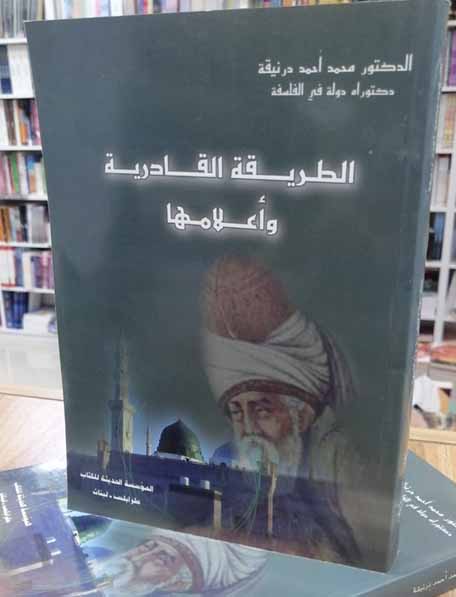 الدكتور محمد أحمد درنيقة
دكتوراه دولة في الفلسفة
الطريقة القادرية
وأعلامها
المؤسسة الحديثة للكتاب
طرابلس - لبنان